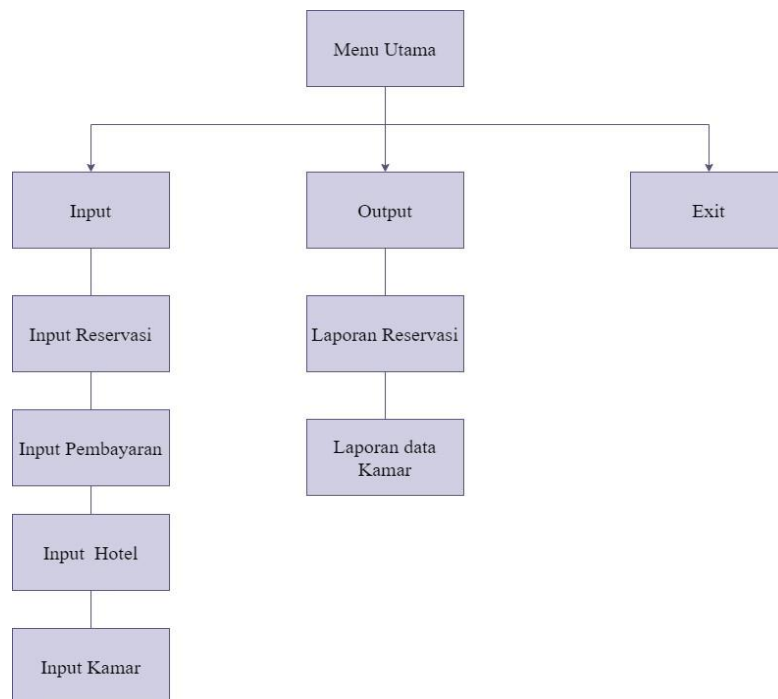 Menu Utama
Input
Output
Exit
Input Reservasi
Laporan Reservasi
Input Pembayaran
Laporan data
Kamar
Input Hotel
Input Kamar